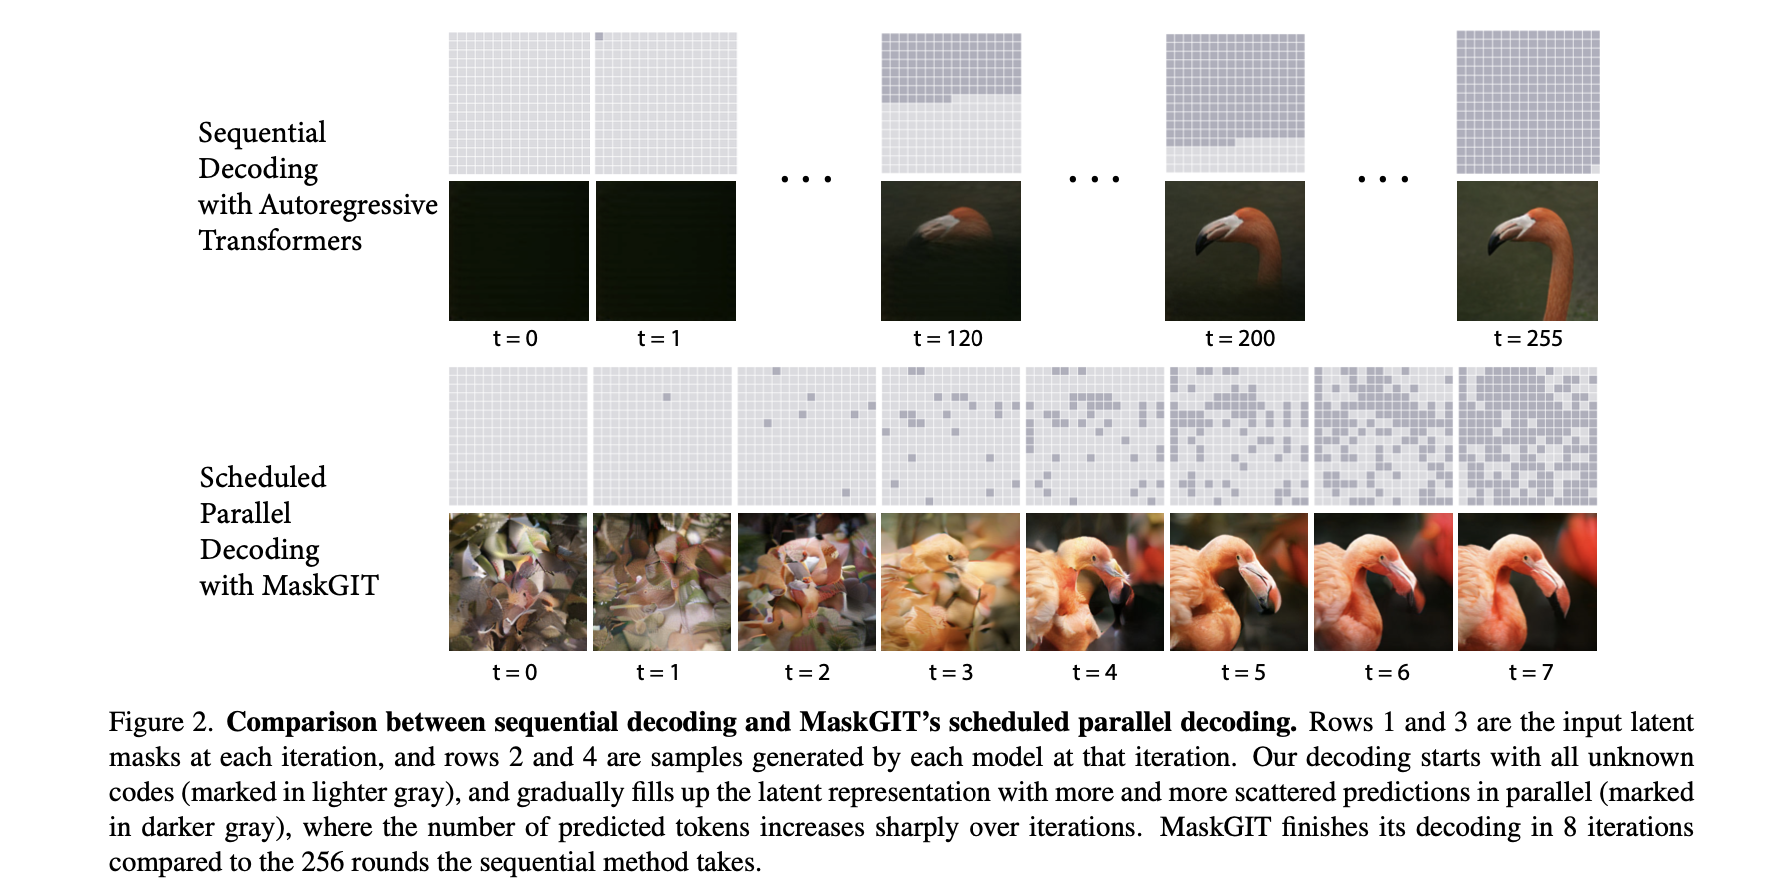 Sequential
Decoding
with Autoregressive
Transformers
. . .
. . .
. . .
t = 0
t = 1
t = 120
t = 200
t = 255
Scheduled
Parallel
Decoding
with MaskGIT
t = 0
t = 1
t = 2
t = 3
t = 4
t = 5
t = 6
t = 7
Figure 2. Comparison between sequential decoding and MaskGIT’s scheduled parallel decoding. Rows 1 and 3 are the input latent
masks at each iteration, and rows 2 and 4 are samples generated by each model at that iteration. Our decoding starts with all unknown
codes (marked in lighter gray), and gradually fills up the latent representation with more and more scattered predictions in parallel (marked
in darker gray), where the number of predicted tokens increases sharply over iterations. MaskGIT finishes its decoding in 8 iterations
compared to the 256 rounds the sequential method takes.